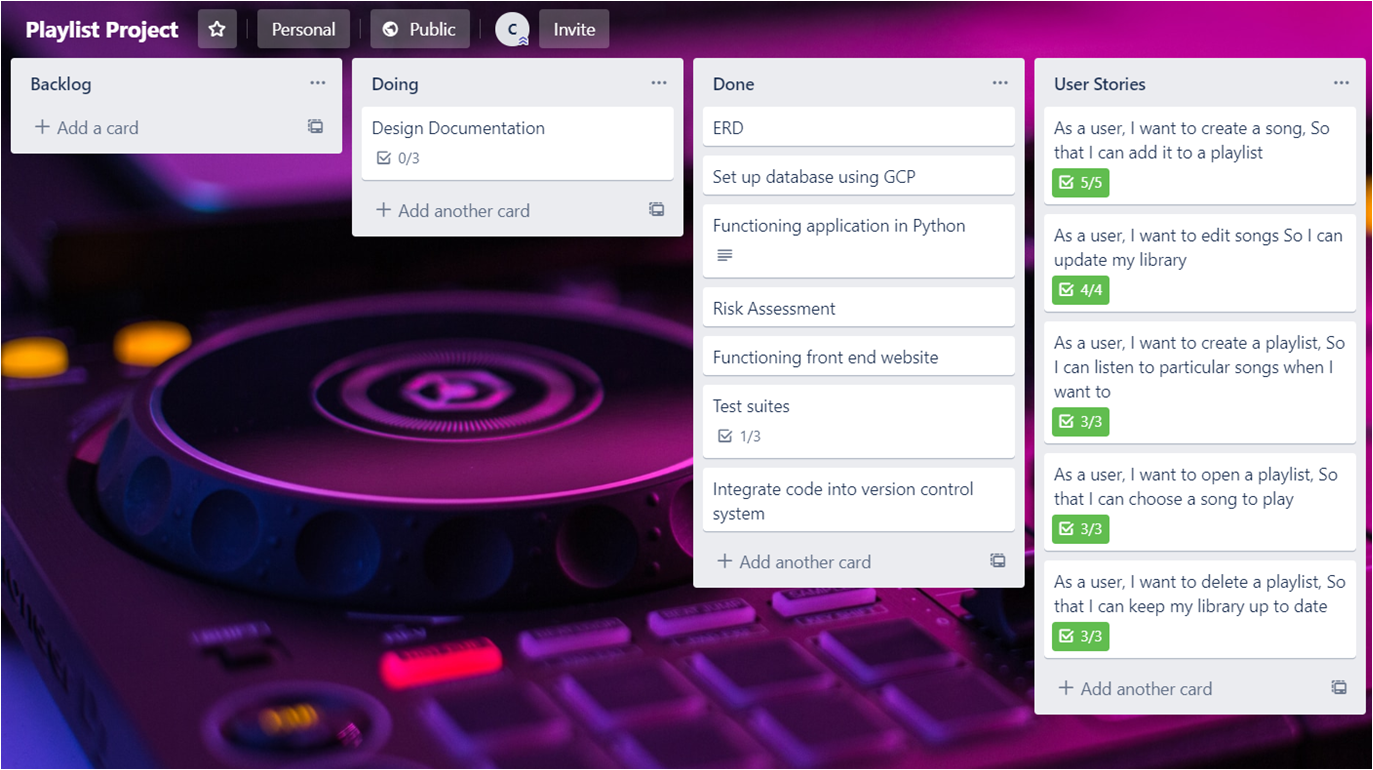 Playlist Project
Personal
Public
C
Invite
Backlog
Add a card
Doing
Design Documentation
0/3
Add another card
Done
ERD
Set up database using GCP
Functioning application in Python
Risk Assessment
Functioning front end website
Test suites
1/3
Integrate code into version control
system
Add another card
User Stories
As a user, I want to create a song, So
that I can add it to a playlist
5/5
As a user, I want to edit songs So I can
update my library
4/4
As a user, I want to create a playlist, So
I can listen to particular songs when I
want to
3/3
As a user, I want to open a playlist, So
that I can choose a song to play
3/3
As a user, I want to delete a playlist, So
that I can keep my library up to date
3/3
Add another card